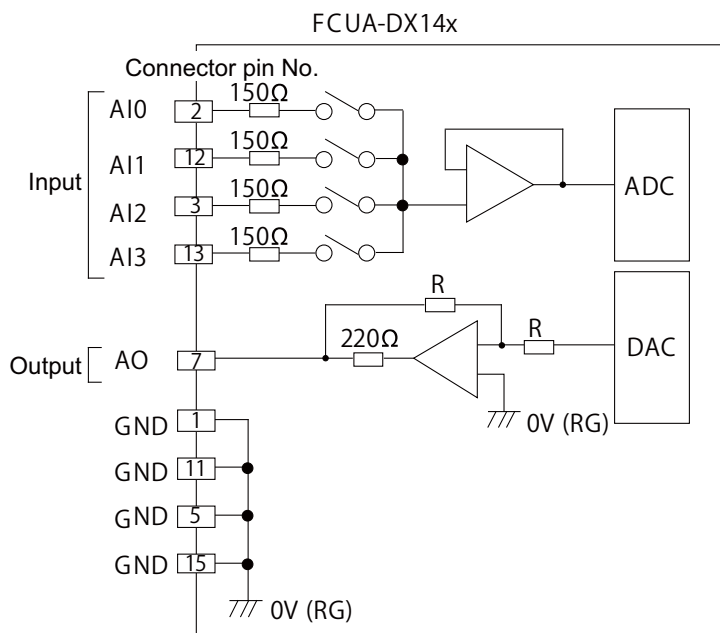 FCUA-DX14x
Connector pin No.
Input
AI0
2
150Ω
AI1
12
150Ω
AI2
3
150Ω
AI3
13
150Ω
ADC
Output
AO
7
220Ω
R
R
DAC
0V (RG)
GND
1
GND
11
GND
5
GND
15
0V (RG)